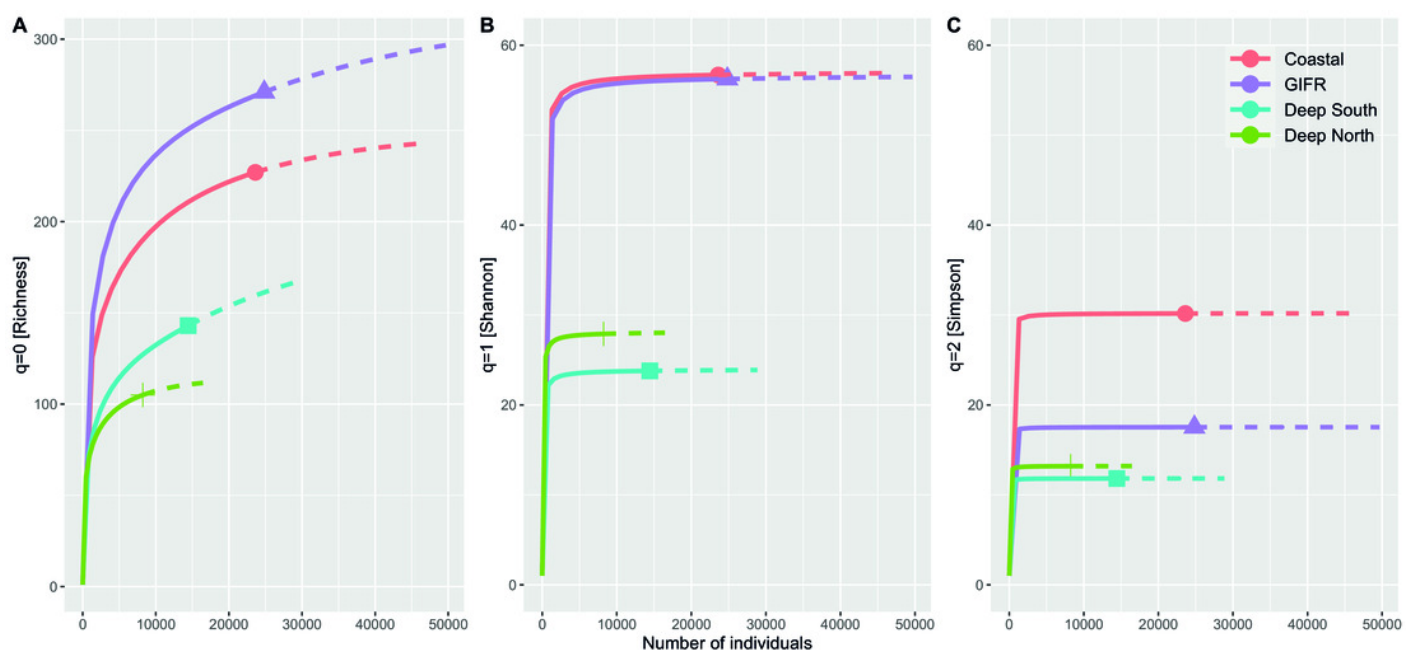 A
300
200
100
0
q=0 [Richness]
0 10000 20000 30000 40000 50000
B
60
40
20
0
q=1 [Shannon]
0 10000 20000 30000 40000 50000
Number of individuals
C
60
40
20
0
q=2 [Simpson]
0 10000 20000 30000 40000 50000
Coastal
GIFR
Deep South
Deep North